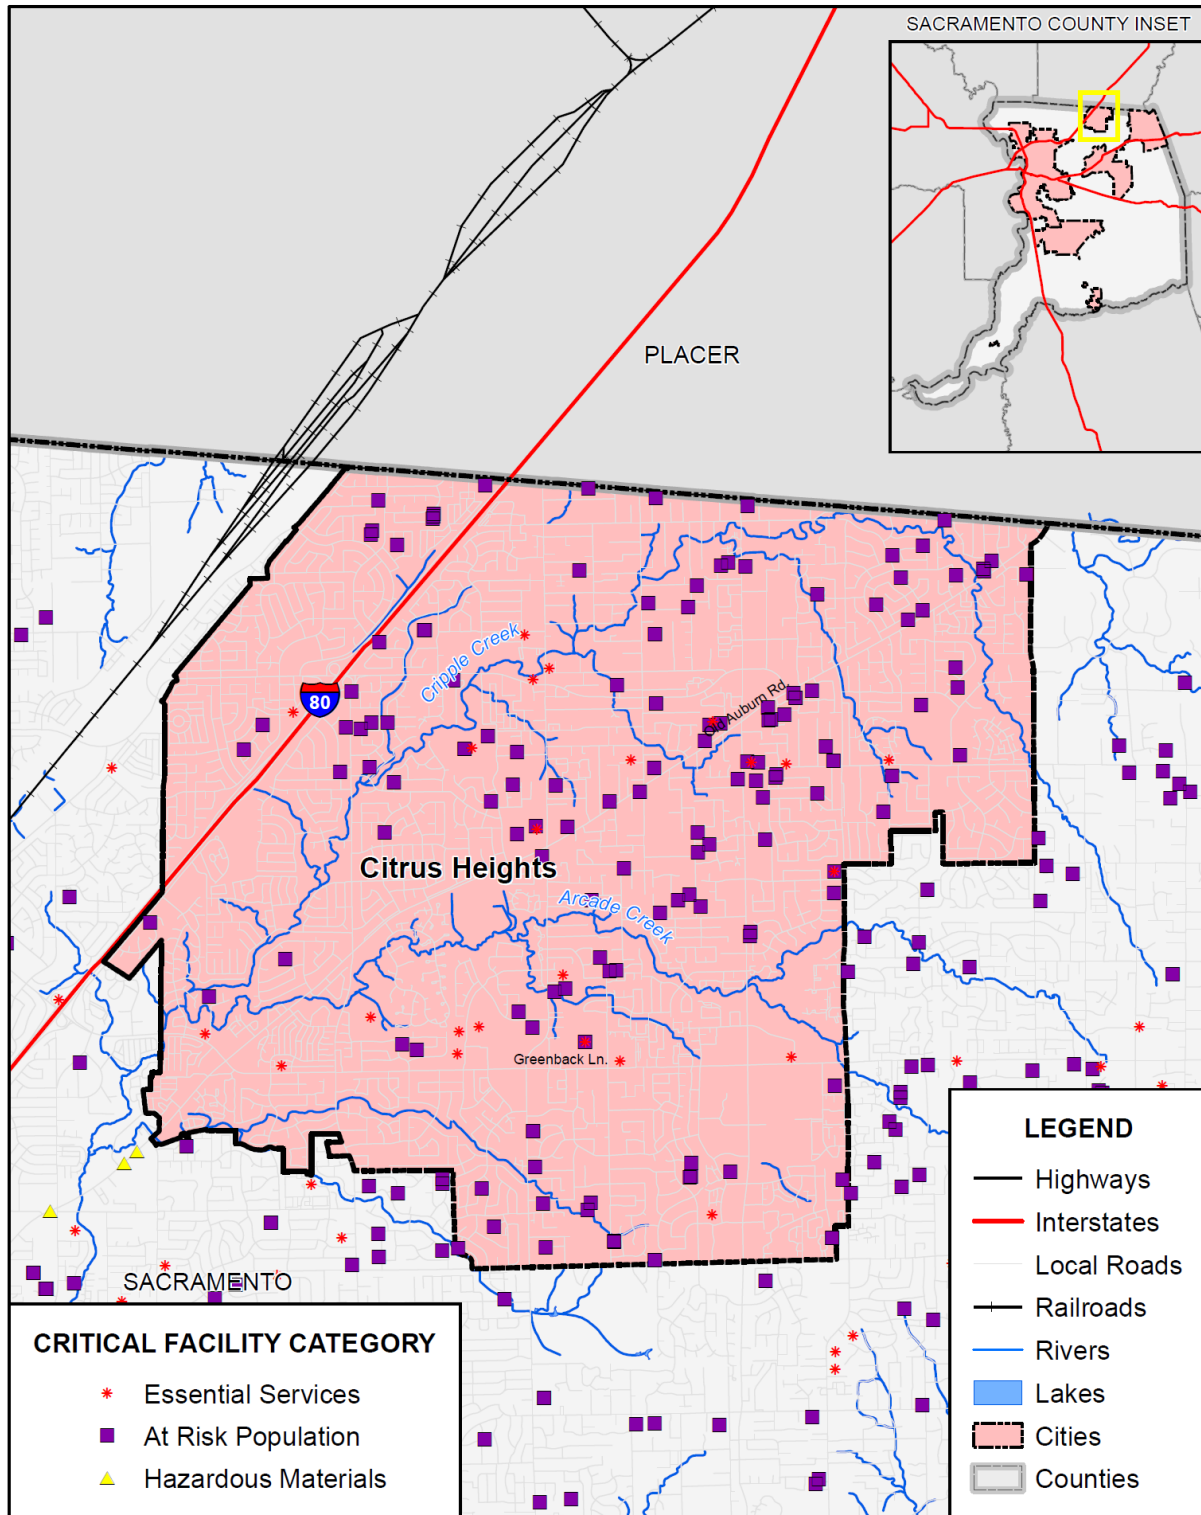 SACRAMENTO COUNTY INSET
PLACER
Cripple Creek
80
Old Auburn Rd.
Citrus Heights
Arcade Creek
Greenback Ln.
SACRAMENTO
CRITICAL FACILITY CATEGORY
Essential Services
At Risk Population
Hazardous Materials
LEGEND
Highways
Interstates
Local Roads
Railroads
Rivers
Lakes
Cities
Counties